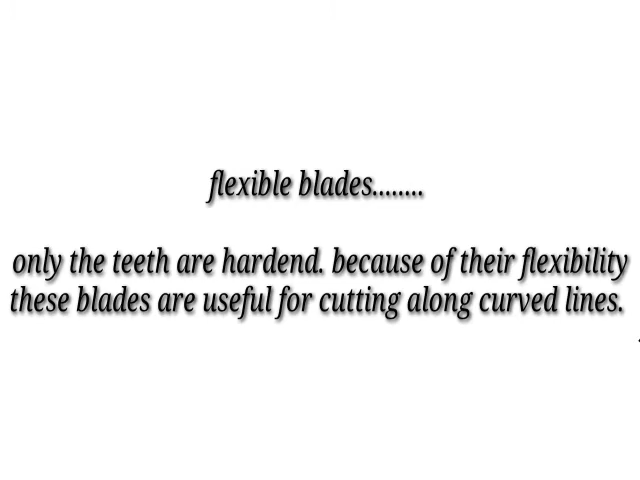 flexible blades........
only the teeth are hardend. because of their flexibility
these blades are useful for cutting along curved lines.